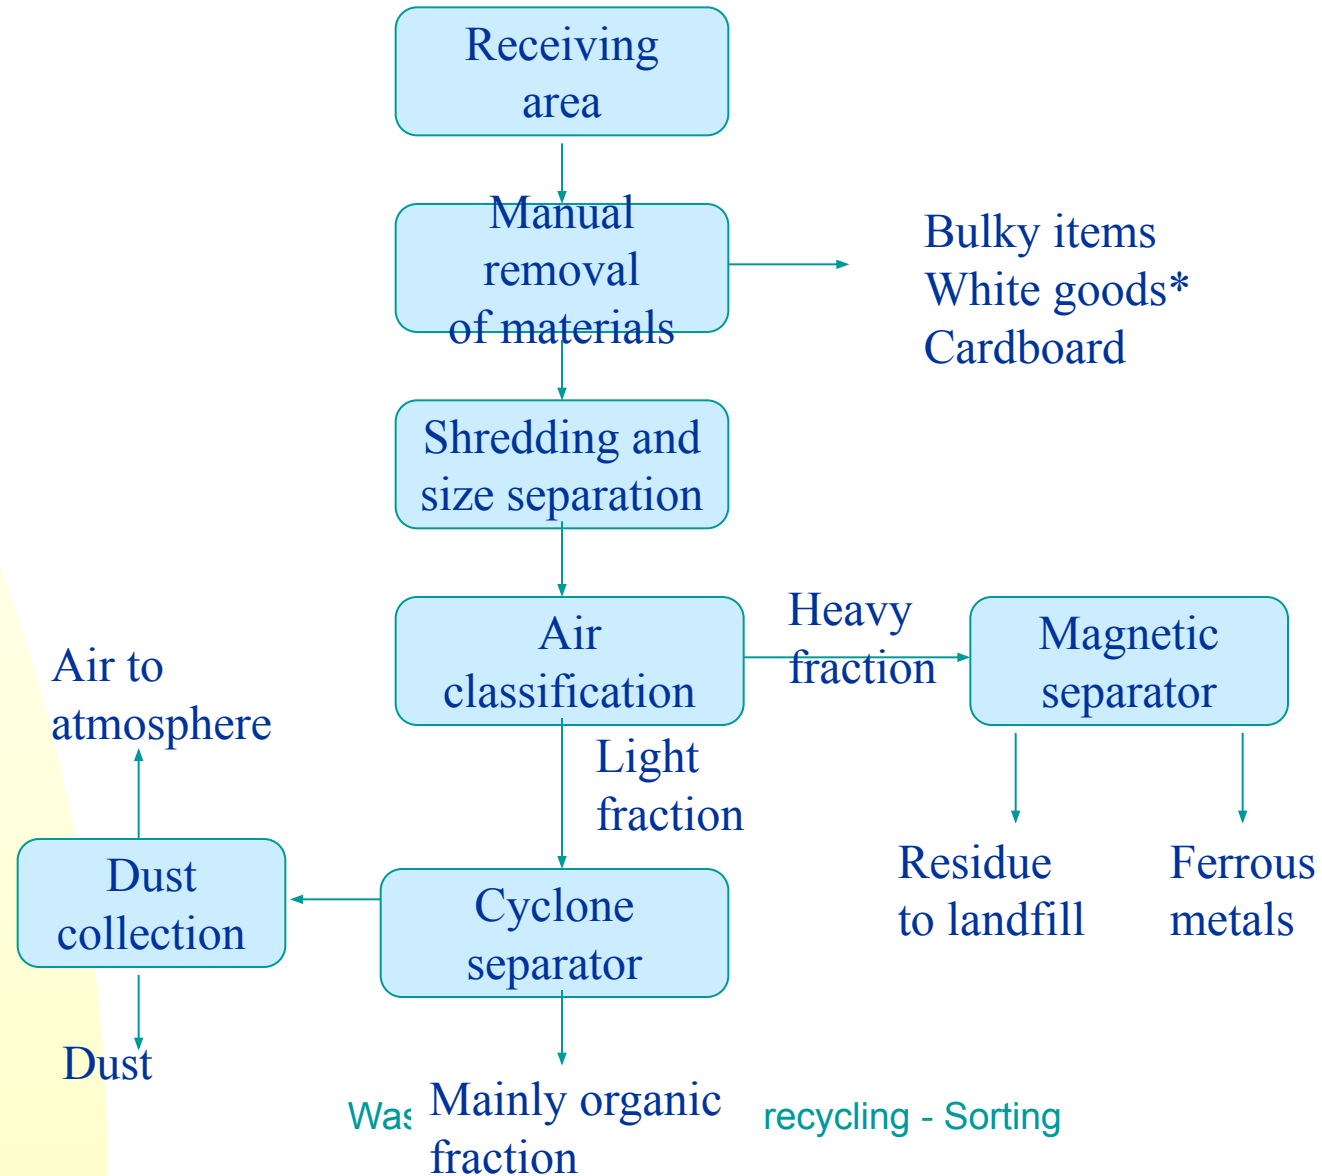 Receiving
area
Manual
removal
of materials
Bulky items
White goods*
Cardboard
Shredding and
size separation
Air
classification
Heavy
fraction
Magnetic
separator
Air to
atmosphere
Light
fraction
Dust
collection
Cyclone
separator
Residue
to landfill
Ferrous
metals
Dust
Mainly organic
fraction
recycling - Sorting